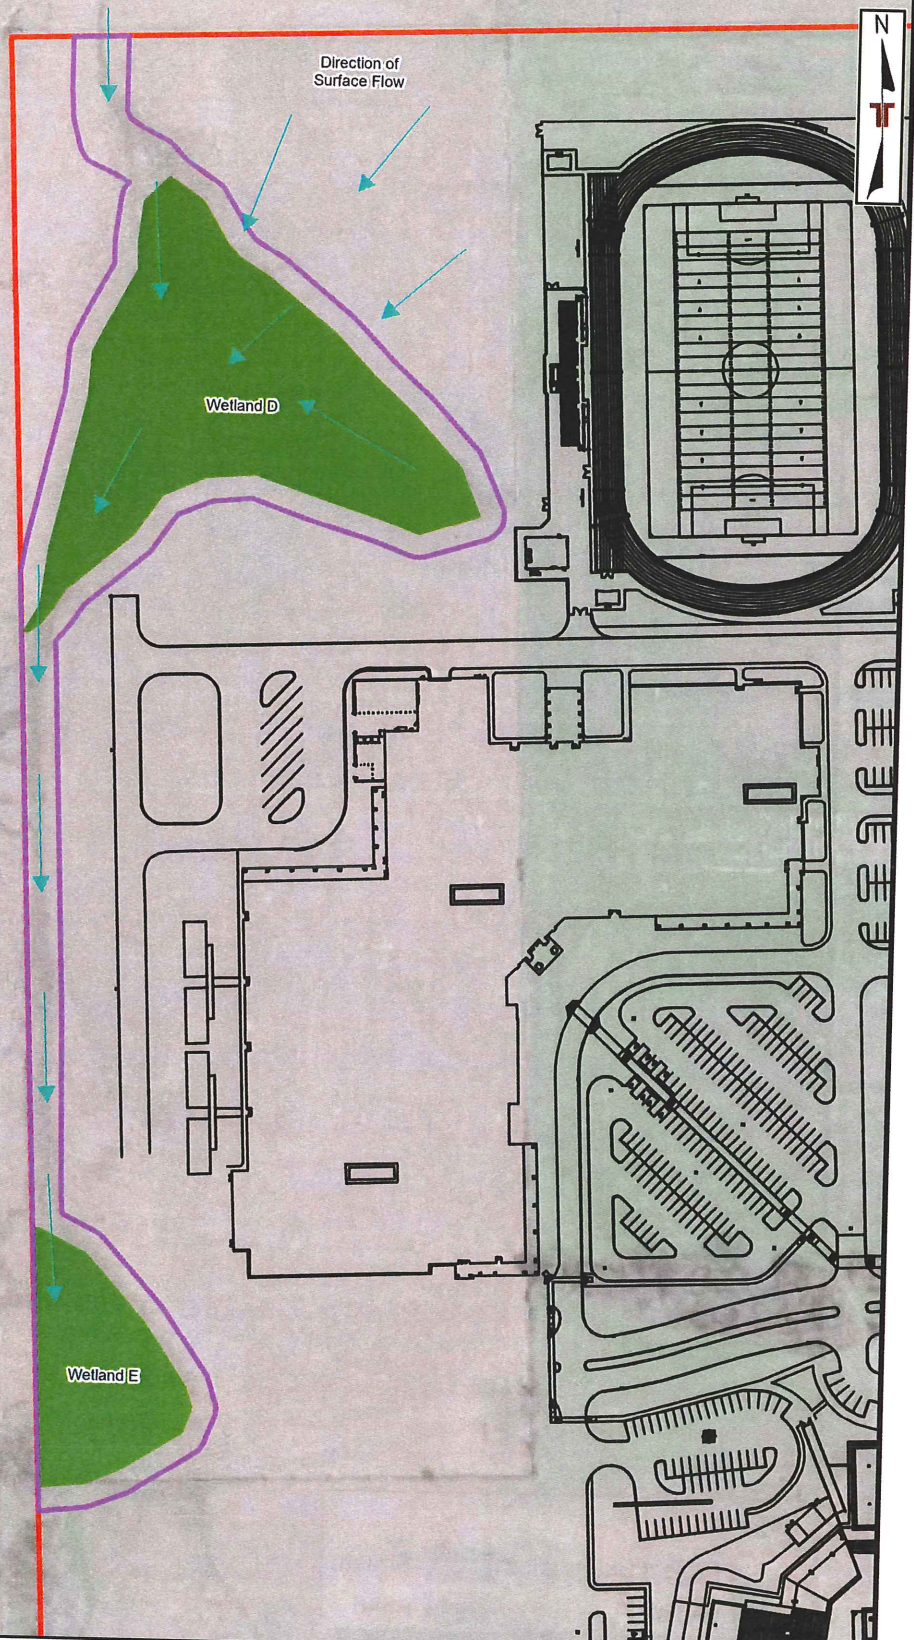 Direction of
Surface Flow
N
Wetland D
Wetland E